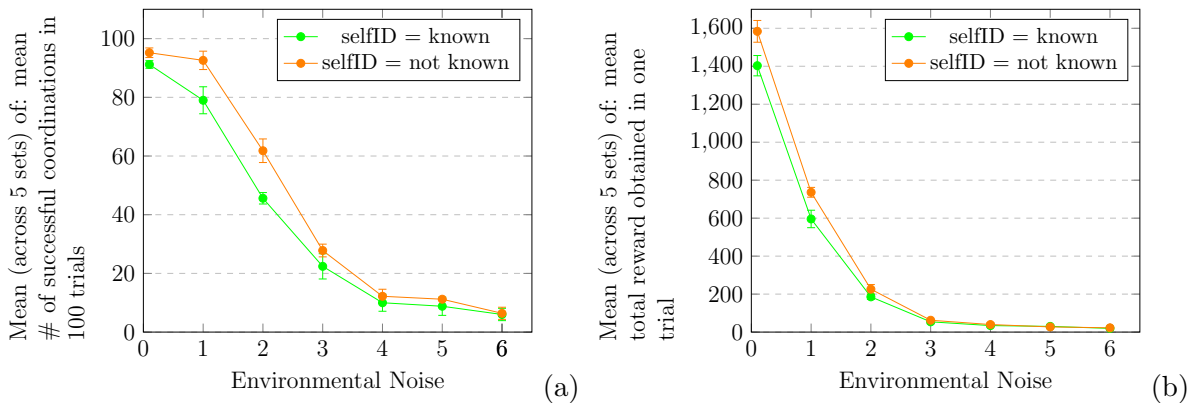 Mean (across 5 sets) of: mean
# of successful coordinations in
100 trials
100
80
60
40
20
0
selfID = known
selfID = not known
0 1 2 3 4 5 6
Environmental Noise
(a)
Mean (across 5 sets) of: mean
total reward obtained in one
trial
1,600
1,400
1,200
1,000
800
600
400
200
0
selfID = known
selfID = not known
0 1 2 3 4 5 6
Environmental Noise
(b)